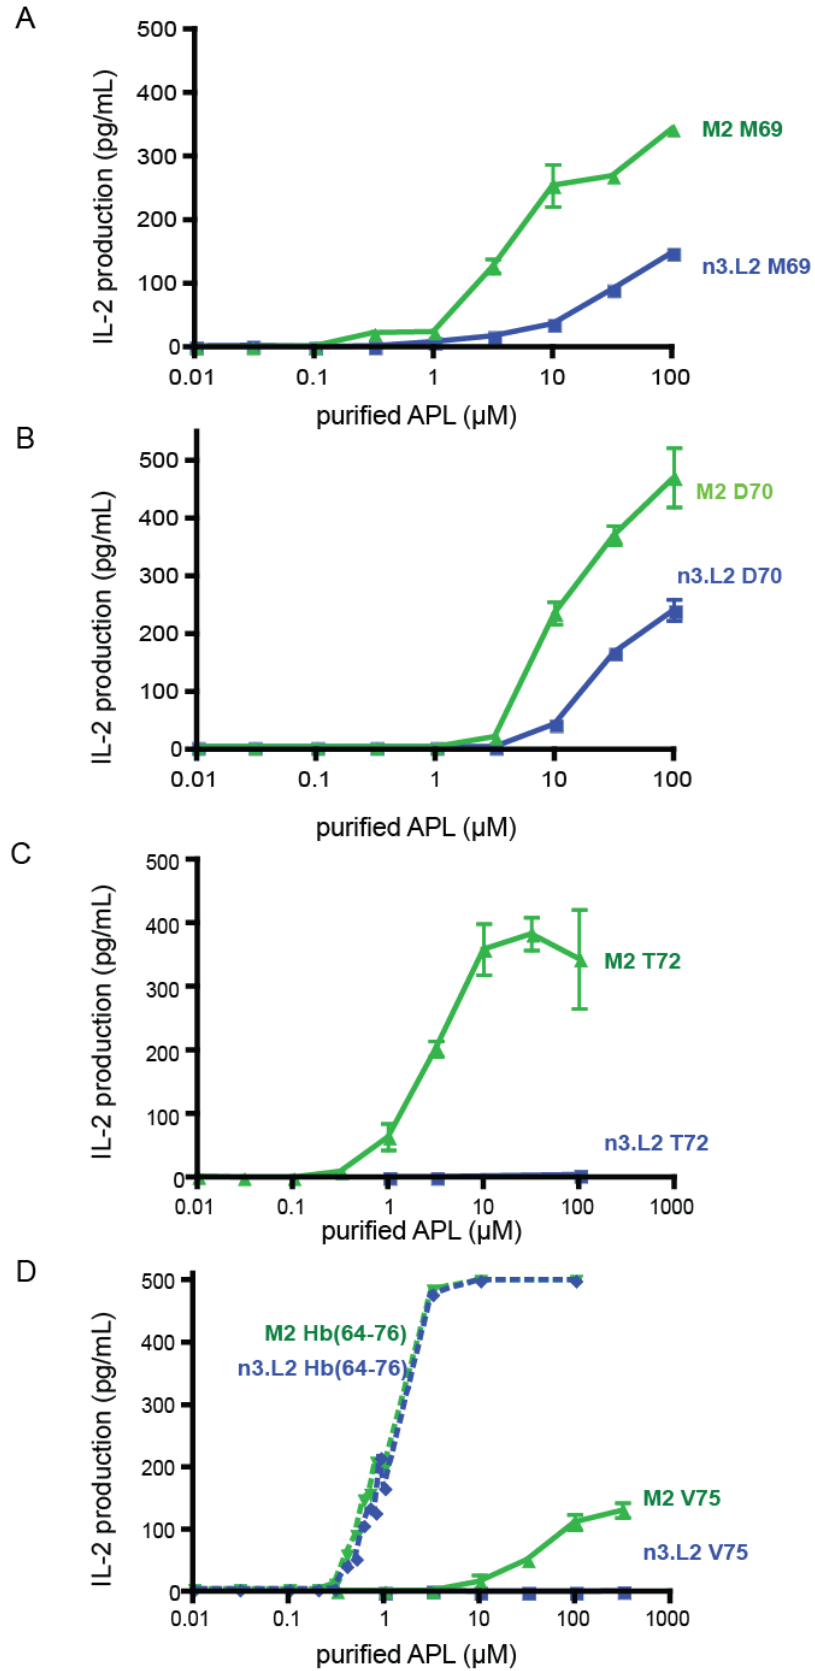 A
500
400
300
200
100
0
IL-2 production (pg/mL)
M2 M69
n3.L2 M69
0.01 0.1 1 10 100
purified APL (µM)
B
500
400
300
200
100
0
IL-2 production (pg/mL)
M2 D70
n3.L2 D70
0.01 0.1 1 10 100
purified APL (µM)
C
500
400
300
200
100
0
IL-2 production (pg/mL)
M2 T72
n3.L2 T72
0.01 0.1 1 10 100 1000
purified APL (µM)
D
500
400
300
200
100
0
IL-2 production (pg/mL)
M2 Hb(64-76)
n3.L2 Hb(64-76)
M2 V75
n3.L2 V75
0.01 0.1 1 10 100 1000
purified APL (µM)